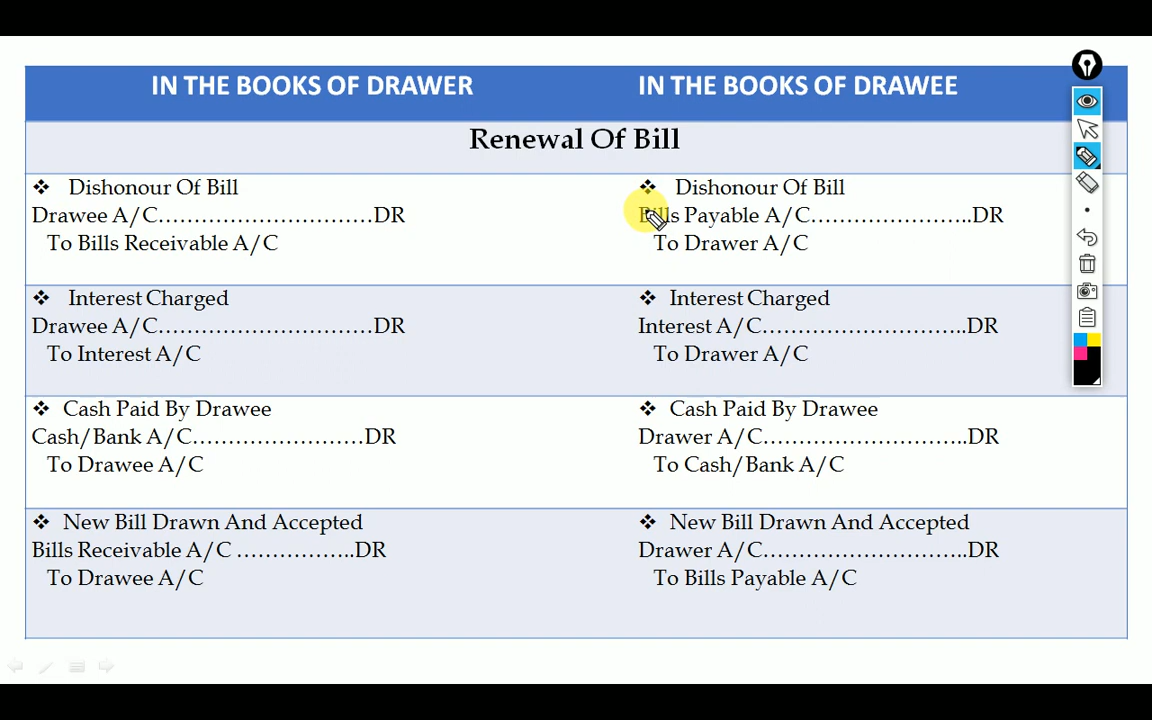 IN THE BOOKS OF DRAWER
IN THE BOOKS OF DRAWEE
Renewal Of Bill
❖ Dishonour Of Bill
Drawee A/C……………………………DR
To Bills Receivable A/C
❖ Dishonour Of Bill
Bills Payable A/C…………………..DR
To Drawer A/C
❖ Interest Charged
Drawee A/C……………………………DR
To Interest A/C
❖ Interest Charged
Interest A/C………………………..DR
To Drawer A/C
❖ Cash Paid By Drawee
Cash/Bank A/C……………………DR
To Drawee A/C
❖ Cash Paid By Drawee
Drawer A/C………………………..DR
To Cash/Bank A/C
❖ New Bill Drawn And Accepted
Bills Receivable A/C ……………..DR
To Drawee A/C
❖ New Bill Drawn And Accepted
Drawer A/C………………………..DR
To Bills Payable A/C